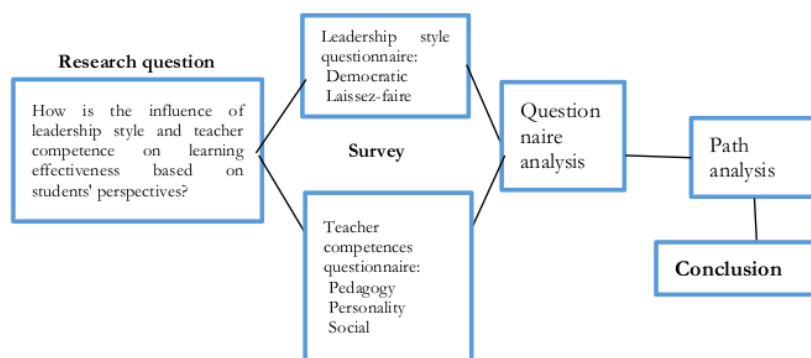 Research question
How is the influence of
leadership style and teacher
competence on learning
effectiveness based on
students' perspectives?
Leadership style
questionnaire:
Democratic
Laissez-faire
Survey
Teacher
competences
questionnaire:
Pedagogy
Personality
Social
Question
naire
analysis
Path
analysis
Conclusion